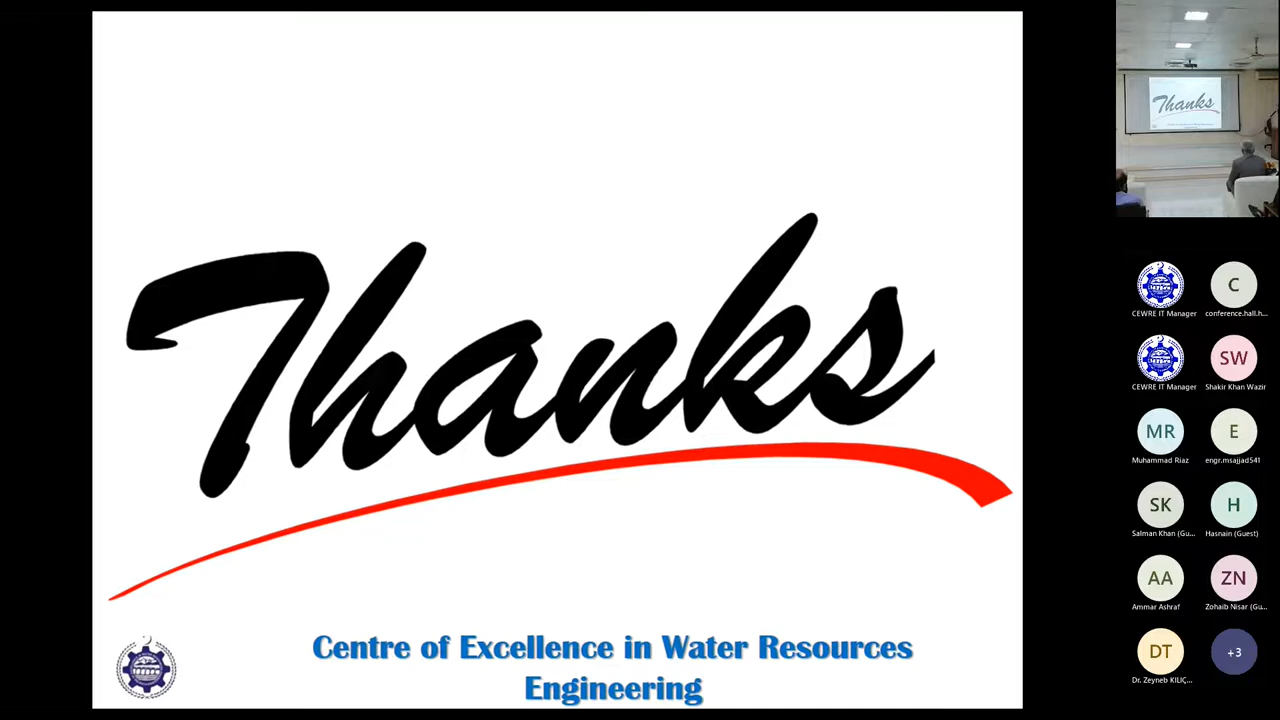 Thanks
Centre of Excellence in Water Resources
Engineering
Thanks
CEWRE IT Manager
C
conference.hall.h...
CEWRE IT Manager
SW
Shakir Khan Wazir
MR
Muhammad Riaz
E
engr.msajjad541
SK
Salman Khan (Gu...
H
Hasnain (Guest)
AA
Ammar Ashraf
ZN
Zohaib Nisar (Gu...
DT
Dr. Zeyneb KILIÇ...
+3